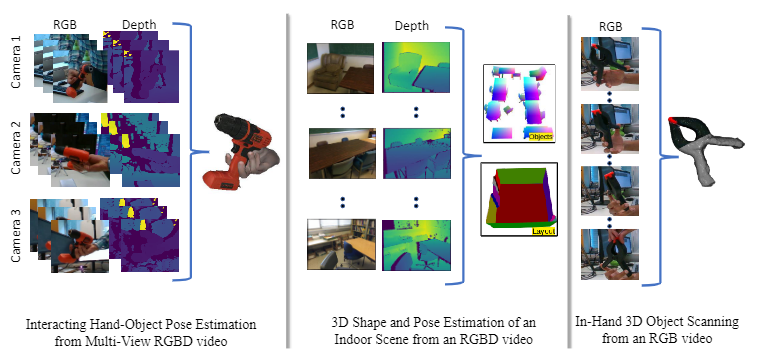 RGB
Depth
Camera 1
Camera 2
Camera 3
Interacting Hand-Object Pose Estimation
from Multi-View RGBD video
RGB
Depth
Objects
Layout
3D Shape and Pose Estimation of an
Indoor Scene from an RGBD video
RGB
In-Hand 3D Object Scanning
from an RGB video